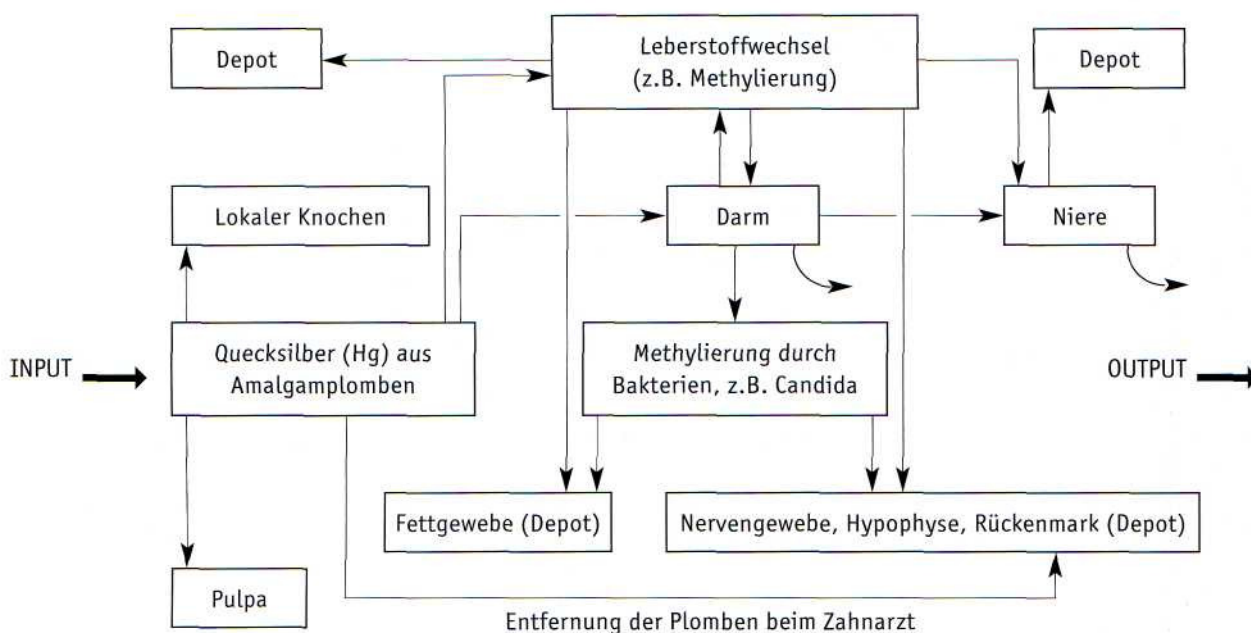 Depot
Leberstoffwechsel
(z.B. Methylierung)
Depot
Lokaler Knochen
Darm
Niere
INPUT
Quecksilber (Hg) aus
Amalgamplomben
Methylierung durch
Bakterien, z.B. Candida
OUTPUT
Fettgewebe (Depot)
Nervengewebe, Hypophyse, Rückenmark (Depot)
Pulpa
Entfernung der Plomben beim Zahnarzt